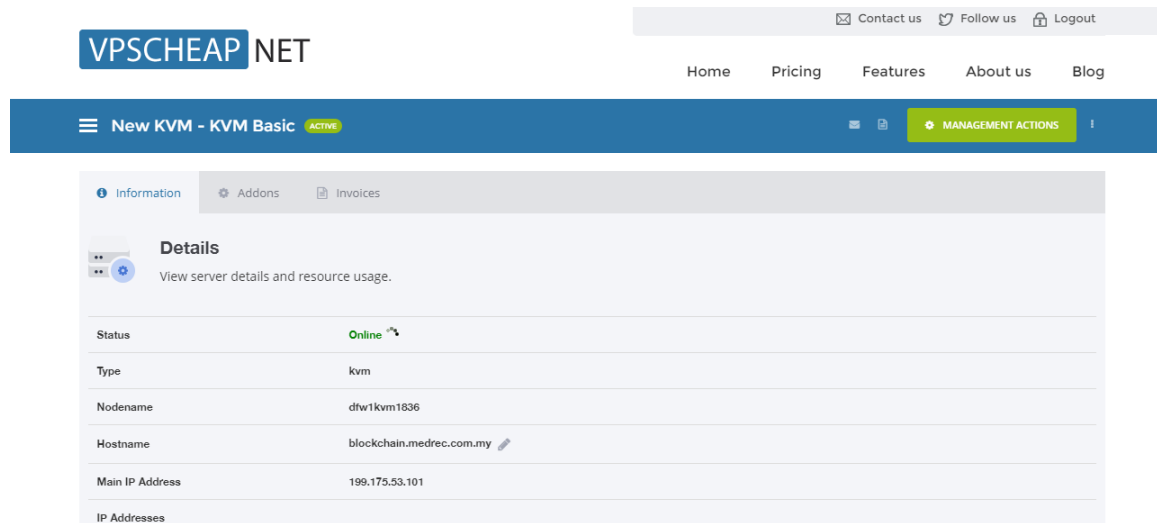 Contact us Follow us Logout
VPSCHEAP NET
Home Pricing Features About us Blog
New KVM - KVM Basic ACTIVE MANAGEMENT ACTIONS
Information Addons Invoices
Details
View server details and resource usage.
Status Online
Type kvm
Nodename dfw1kvm1836
Hostname blockchain.medrec.com.my
Main IP Address 199.175.53.101
IP Addresses